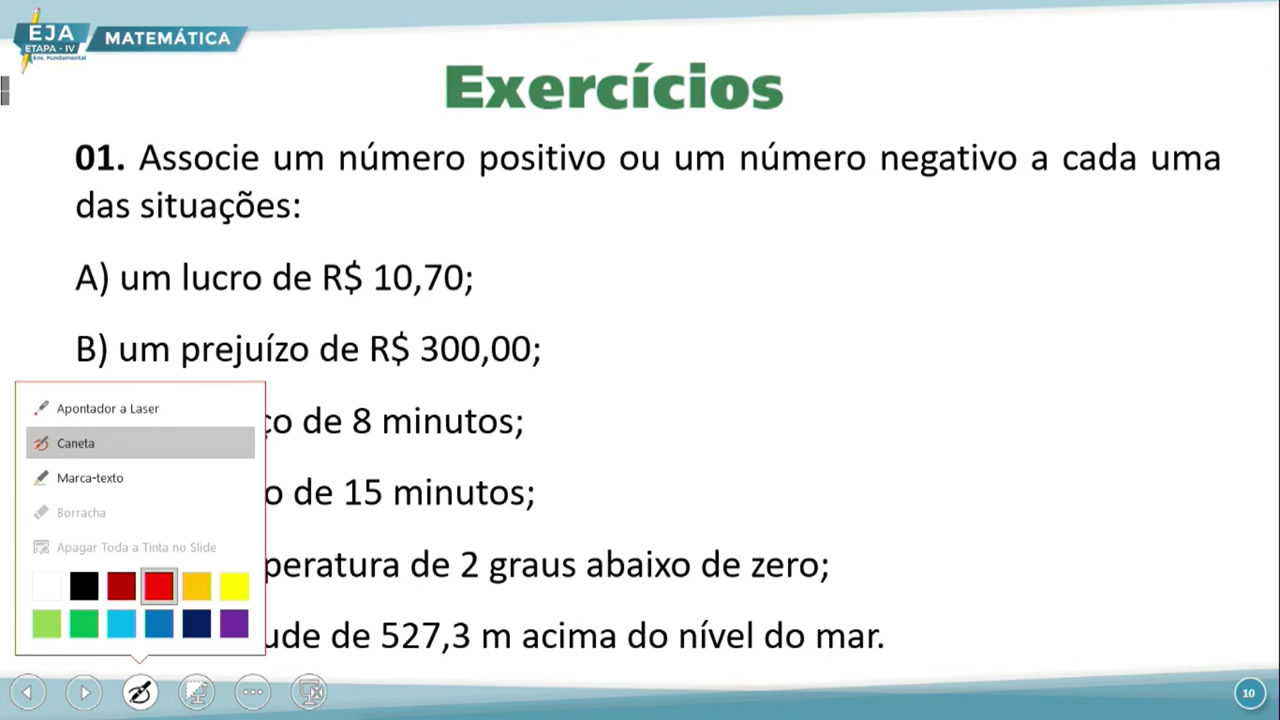 EJA
ETAPA - IV
Ens. Fundamental
MATEMÁTICA
Exercícios
01. Associe um número positivo ou um número negativo a cada uma
das situações:
A) um lucro de R$ 10,70;
B) um prejuízo de R$ 300,00;
ço de 8 minutos;
o de 15 minutos;
peratura de 2 graus abaixo de zero;
ude de 527,3 m acima do nível do mar.
Apontador a Laser
Caneta
Marca-texto
Borracha
Apagar Toda a Tinta no Slide
10